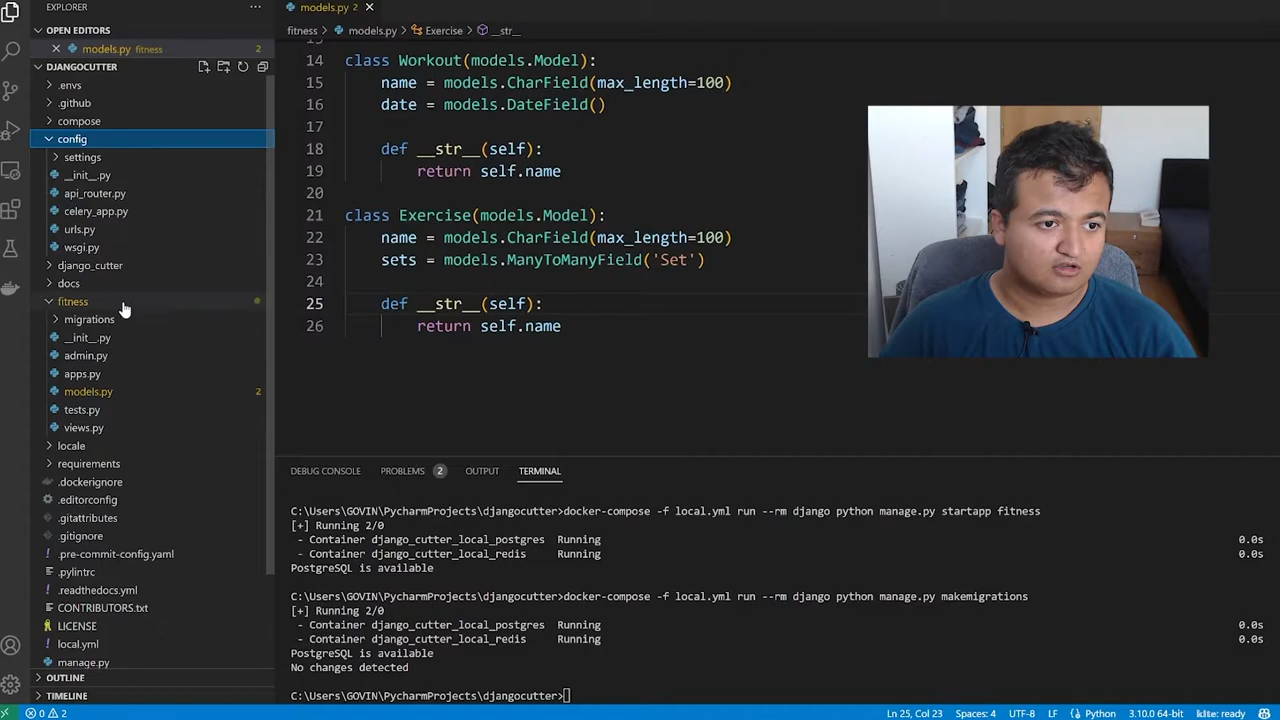 EXPLORER
...
OPEN EDITORS
models.py fitness 2
DJANGOCUTTER
.envs
.github
compose
config
settings
__init__.py
api_router.py
celery_app.py
urls.py
wsgi.py
django_cutter
docs
fitness
migrations
__init__.py
admin.py
apps.py
models.py 2
tests.py
views.py
locale
requirements
.dockerignore
.editorconfig
.gitattributes
.gitignore
.pre-commit-config.yaml
.pylintrc
.readthedocs.yml
CONTRIBUTORS.txt
LICENSE
local.yml
manage.py
OUTLINE
TIMELINE
models.py 2
fitness > models.py > Exercise > __str__
14 class Workout(models.Model):
15 name = models.CharField(max_length=100)
16 date = models.DateField()
17
18 def __str__(self):
19 return self.name
20
21 class Exercise(models.Model):
22 name = models.CharField(max_length=100)
23 sets = models.ManyToManyField('Set')
24
25 def __str__(self):
26 return self.name
DEBUG CONSOLE PROBLEMS 2 OUTPUT TERMINAL
C:\Users\GOVIN\PycharmProjects\djangocutter>docker-compose -f local.yml run --rm django python manage.py startapp fitness
[+] Running 2/0
- Container django_cutter_local_postgres Running 0.0s
- Container django_cutter_local_redis Running 0.0s
PostgreSQL is available
C:\Users\GOVIN\PycharmProjects\djangocutter>docker-compose -f local.yml run --rm django python manage.py makemigrations
[+] Running 2/0
- Container django_cutter_local_postgres Running 0.0s
- Container django_cutter_local_redis Running 0.0s
PostgreSQL is available
No changes detected
C:\Users\GOVIN\PycharmProjects\djangocutter>
0 2 Ln 25, Col 23 Spaces: 4 UTF-8 LF Python 3.10.0 64-bit kite: ready